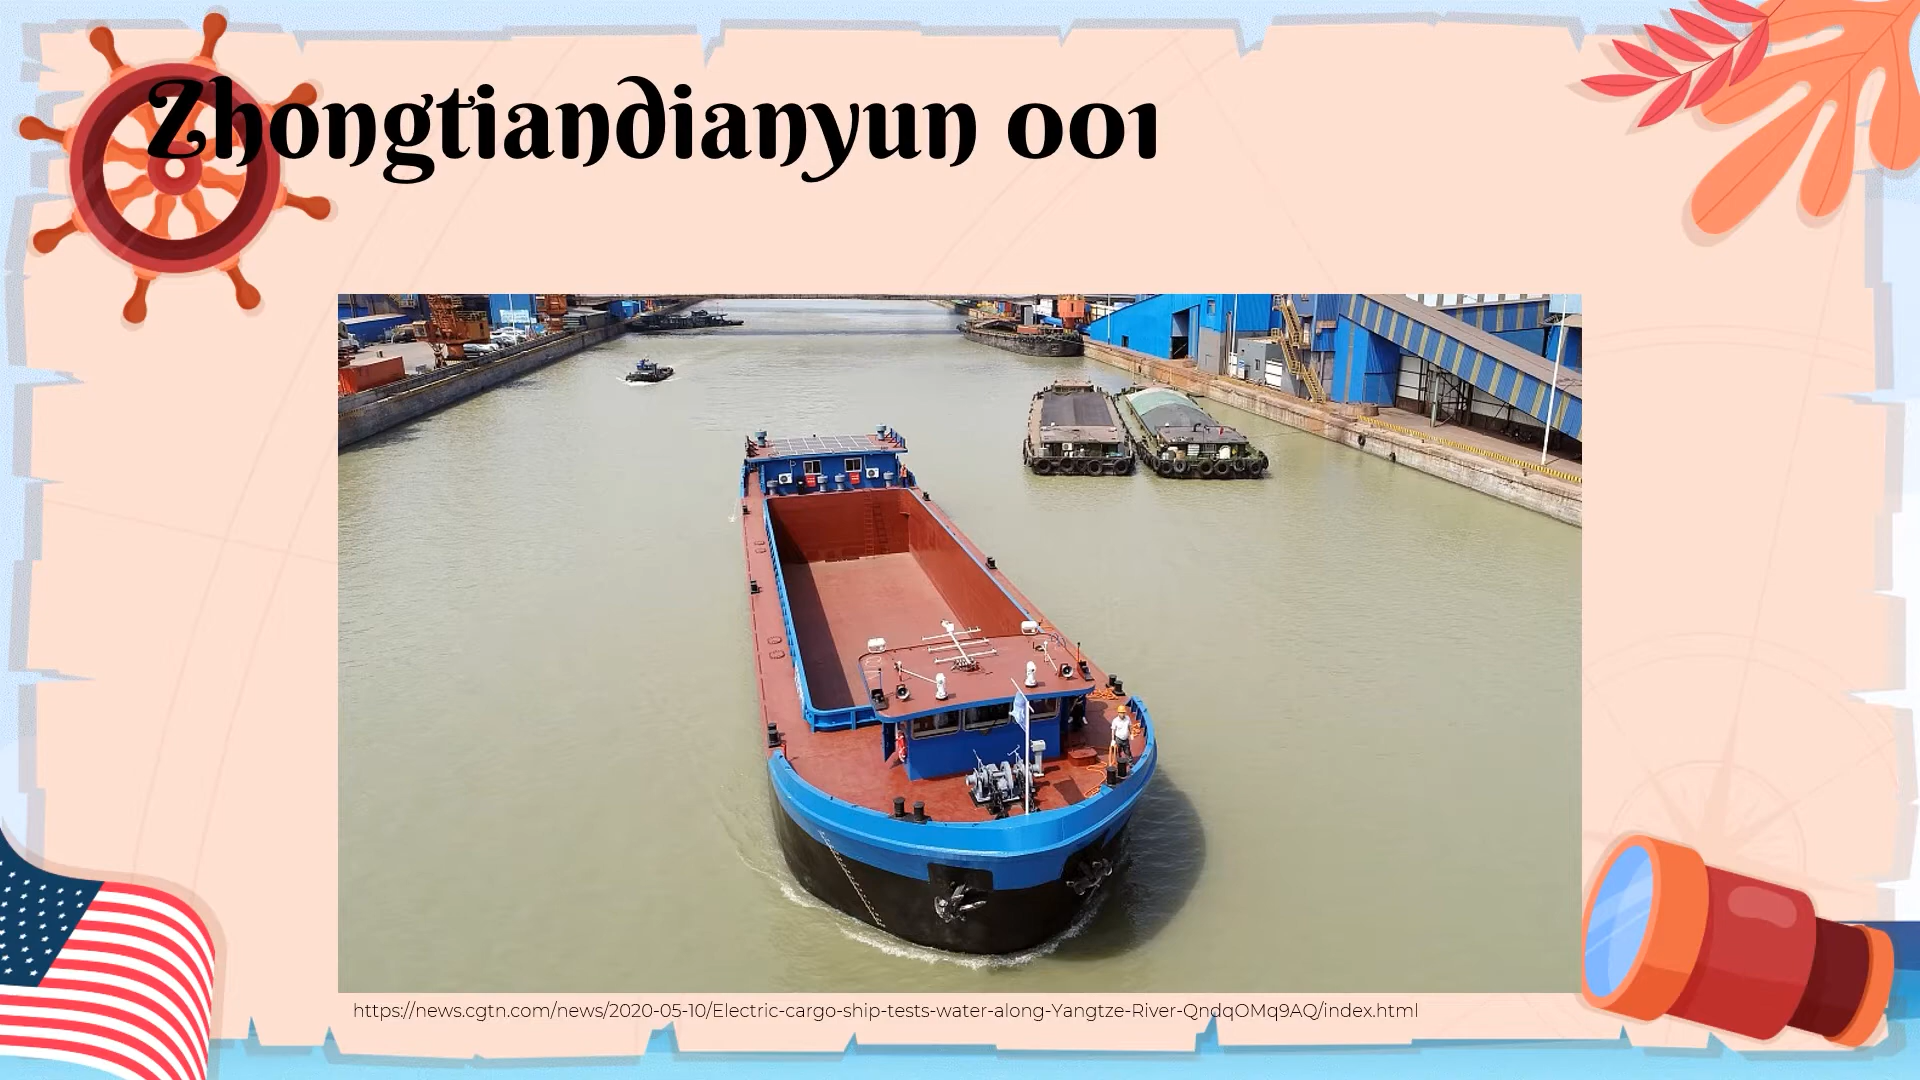 Zhongtiandianyun 001
https://news.cgtn.com/news/2020-05-10/Electric-cargo-ship-tests-water-along-Yangtze-River-QndqOMq9AQ/index.html